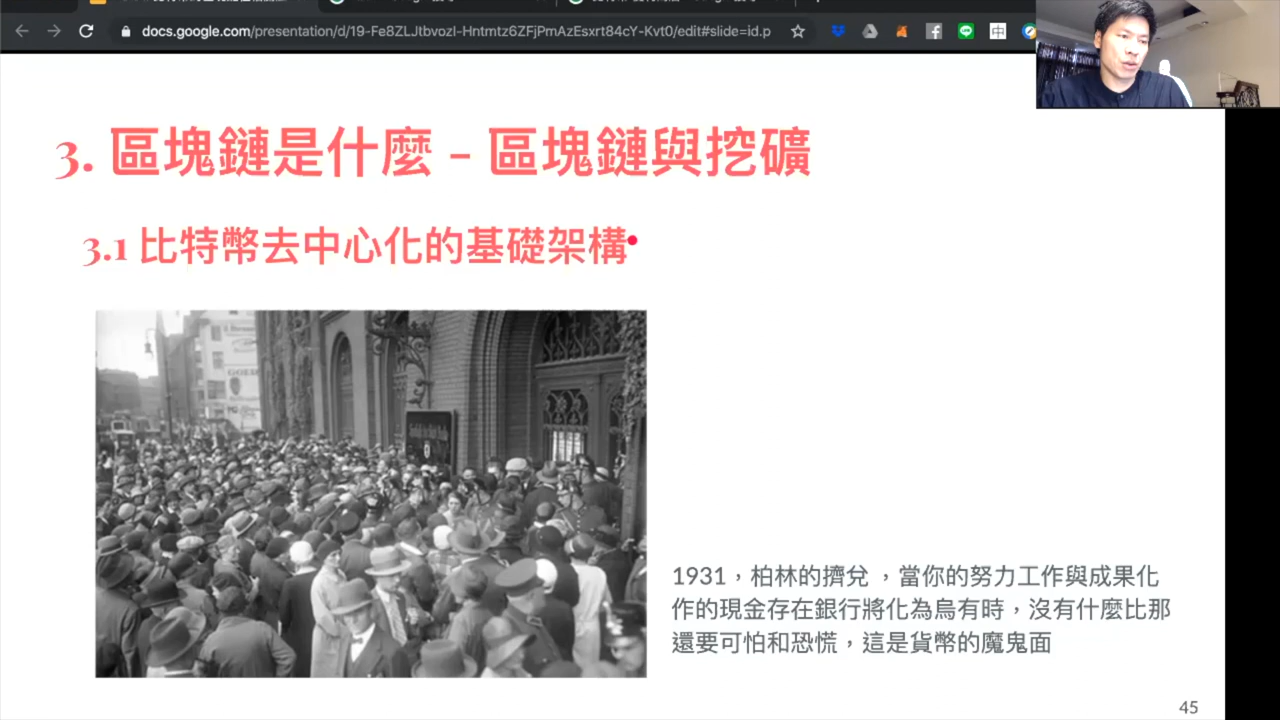 docs.google.com/presentation/d/19-Fe8ZLJtbvozI-Hntmtz6ZFjPmAzEsxrt84cY-Kvt0/edit#slide=id.p
中
3. 區塊鏈是什麼 – 區塊鏈與挖礦
3.1 比特幣去中心化的基礎架構
1931，柏林的擠兌 ，當你的努力工作與成果化
作的現金存在銀行將化為烏有時，沒有什麼比那
還要可怕和恐慌，這是貨幣的魔鬼面
45